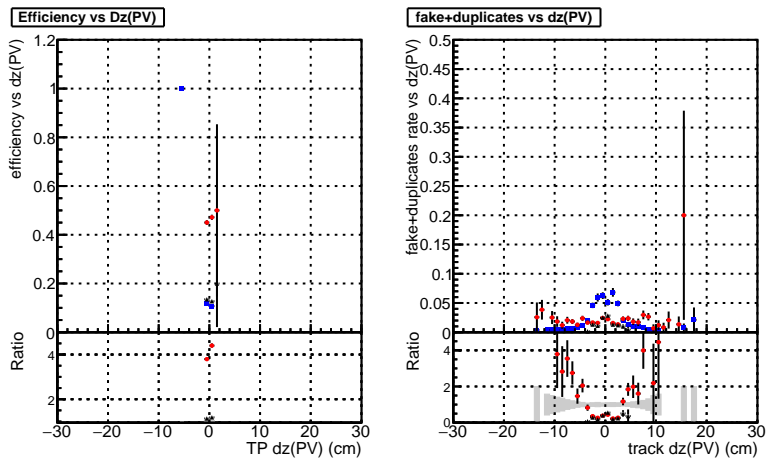 Efficiency vs Dz(PV)
efficiency vs Dz(PV)
1.2
1
0.8
0.6
0.4
0.2
0
Ratio
4
2
−30 −20 −10 0 10 20 30
TP dz(PV) (cm)
fake+duplicates vs dz(PV)
fake+duplicates rate vs dz(PV)
0.5
0.45
0.4
0.35
0.3
0.25
0.2
0.15
0.1
0.05
0
Ratio
4
2
0
−30 −20 −10 0 10 20 30
track dz(PV) (cm)